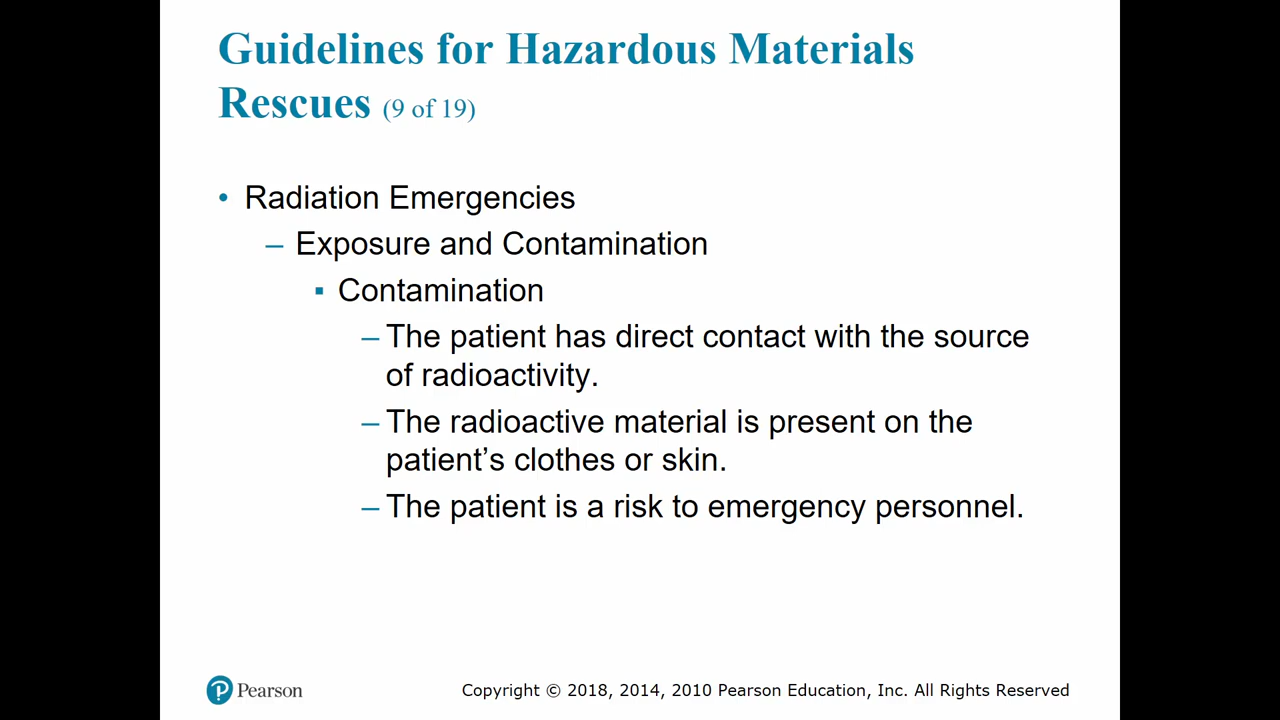 Guidelines for Hazardous Materials
Rescues (9 of 19)
• Radiation Emergencies
– Exposure and Contamination
▪ Contamination
– The patient has direct contact with the source
of radioactivity.
– The radioactive material is present on the
patient’s clothes or skin.
– The patient is a risk to emergency personnel.
Pearson
Copyright © 2018, 2014, 2010 Pearson Education, Inc. All Rights Reserved